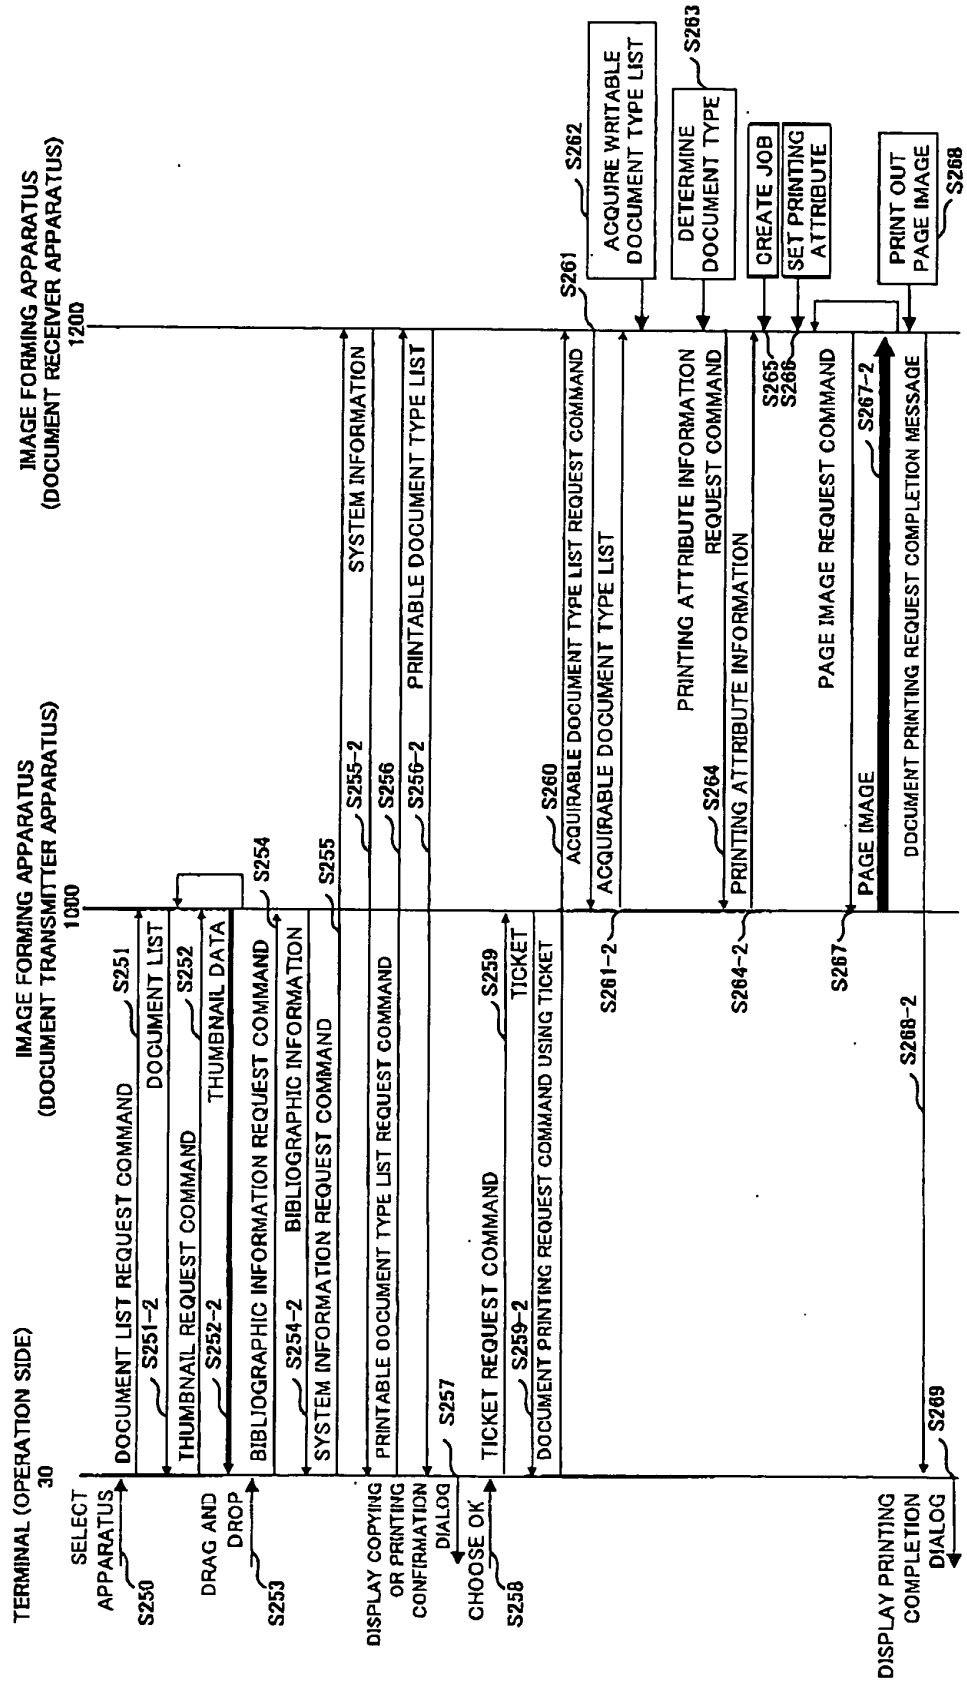 TERMINAL (OPERATION SIDE)
30
IMAGE FORMING APPARATUS
(DOCUMENT TRANSMITTER APPARATUS)
1000
IMAGE FORMING APPARATUS
(DOCUMENT RECEIVER APPARATUS)
1200
SELECT
APPARATUS
S250
DOCUMENT LIST REQUEST COMMAND
S251
S251-2
DOCUMENT LIST
THUMBNAIL REQUEST COMMAND
S252
S252-2
THUMBNAIL DATA
DRAG AND
DROP
S253
BIBLIOGRAPHIC INFORMATION REQUEST COMMAND
S254
S254-2
BIBLIOGRAPHIC INFORMATION
SYSTEM INFORMATION REQUEST COMMAND
S255
S255-2
SYSTEM INFORMATION
PRINTABLE DOCUMENT TYPE LIST REQUEST COMMAND
S256
S256-2
PRINTABLE DOCUMENT TYPE LIST
DISPLAY COPYING
OR PRINTING
CONFIRMATION
DIALOG
S257
CHOOSE OK
S258
TICKET REQUEST COMMAND
S259
S259-2
TICKET
DOCUMENT PRINTING REQUEST COMMAND USING TICKET
S260
ACQUIRABLE DOCUMENT TYPE LIST REQUEST COMMAND
S261
S261-2
ACQUIRABLE DOCUMENT TYPE LIST
S262
ACQUIRE WRITABLE
DOCUMENT TYPE LIST
S263
DETERMINE
DOCUMENT TYPE
PRINTING ATTRIBUTE INFORMATION
REQUEST COMMAND
S264
S264-2
PRINTING ATTRIBUTE INFORMATION
CREATE JOB
S265
SET PRINTING
ATTRIBUTE
S266
PAGE IMAGE REQUEST COMMAND
S267
PAGE IMAGE
S267-2
PRINT OUT
PAGE IMAGE
S268
DOCUMENT PRINTING REQUEST COMPLETION MESSAGE
S268-2
DISPLAY PRINTING
COMPLETION
DIALOG
S269